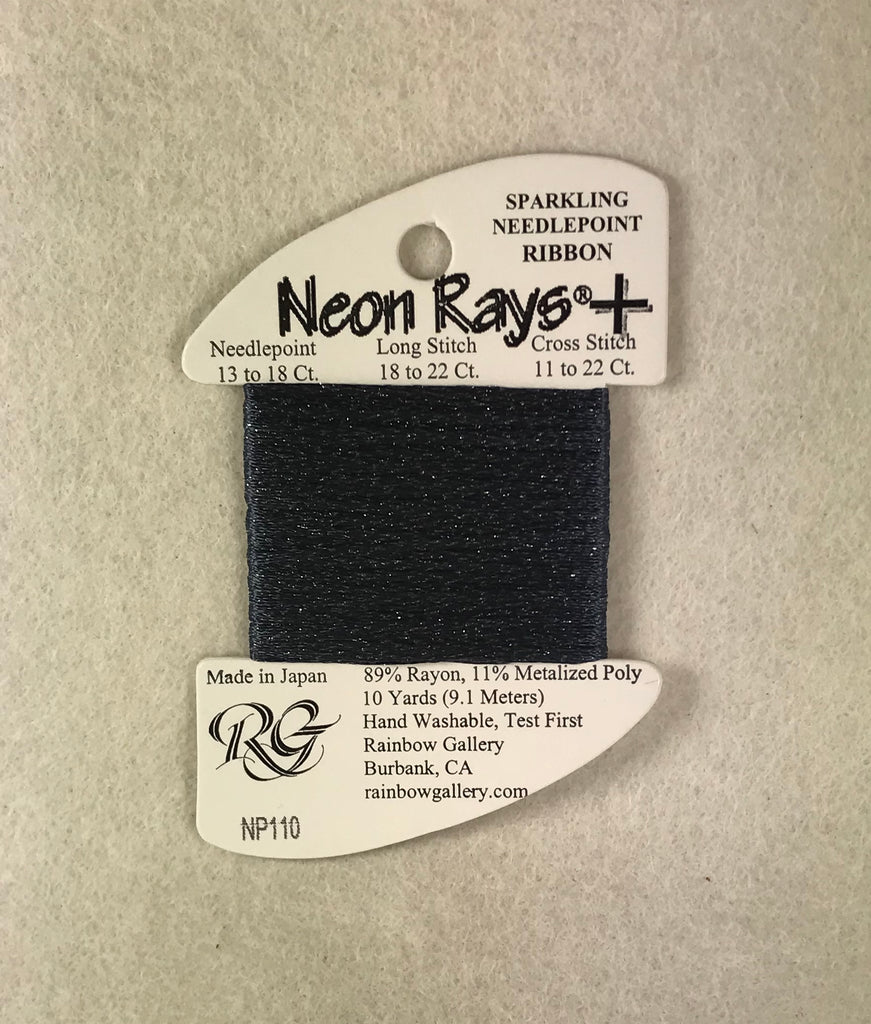 SPARKLING
NEEDLEPOINT
RIBBON
Neon Rays®+
Needlepoint Long Stitch Cross Stitch
13 to 18 Ct. 18 to 22 Ct. 11 to 22 Ct.
Made in Japan
89% Rayon, 11% Metalized Poly
10 Yards (9.1 Meters)
Hand Washable, Test First
Rainbow Gallery
Burbank, CA
rainbowgallery.com
RG
NP110